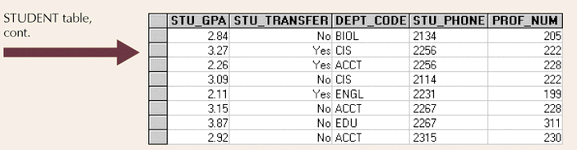 STUDENT table,
cont.
STU_GPA STU_TRANSFER DEPT_CODE STU_PHONE PROF_NUM
2.84 No BIOL 2134 205
3.27 Yes CIS 2256 222
2.26 Yes ACCT 2256 228
3.09 No CIS 2114 222
2.11 Yes ENGL 2231 199
3.15 No ACCT 2267 228
3.87 No EDU 2267 311
2.92 No ACCT 2315 230